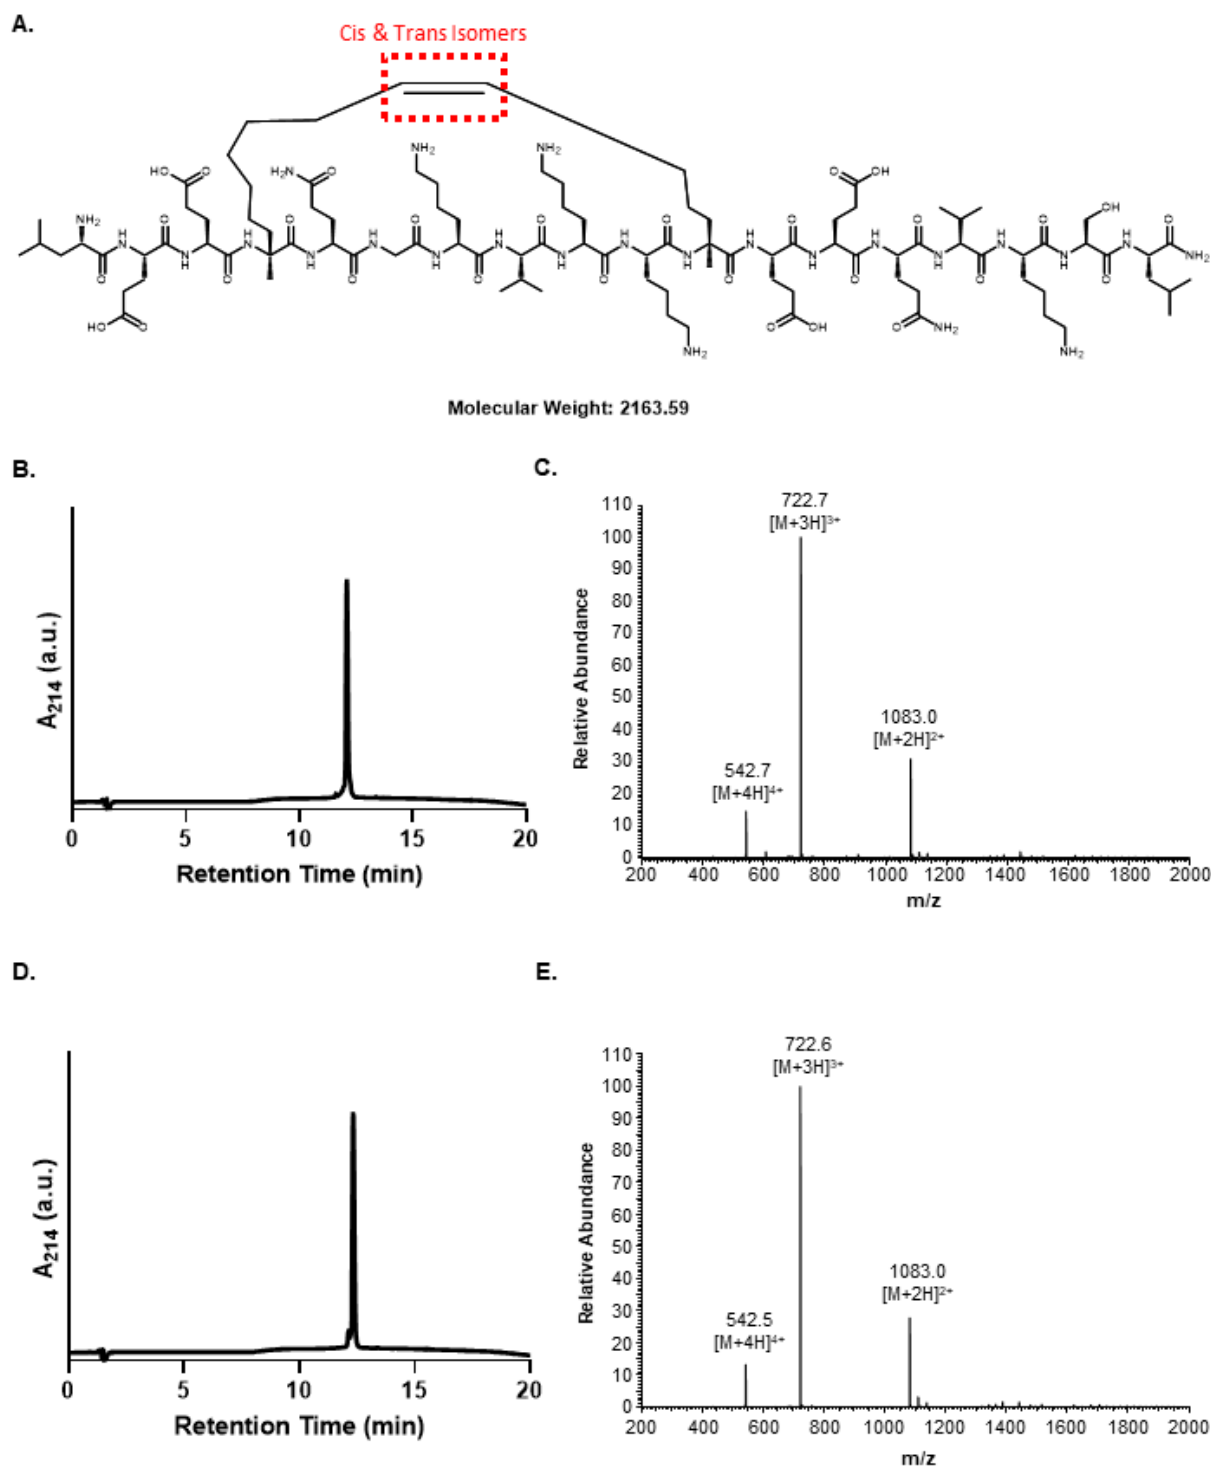 A.
Cis & Trans Isomers
NH2 NH2
HO O H2N O O OH
NH2 O H N O H N O H N O H N O H N O H N O H N O H N OH O
O N H O N H O N H O N H O N H O N H O N H O N H O NH2
HO O NH2 O OH O NH2 NH2
Molecular Weight: 2163.59
B.
A214 (a.u.)
0 5 10 15 20
Retention Time (min)
C.
Relative Abundance
110
100
90
80
70
60
50
40
30
20
10
0
722.7
[M+3H]3+
1083.0
[M+2H]2+
542.7
[M+4H]4+
200 400 600 800 1000 1200 1400 1600 1800 2000
m/z
D.
A214 (a.u.)
0 5 10 15 20
Retention Time (min)
E.
Relative Abundance
110
100
90
80
70
60
50
40
30
20
10
0
722.6
[M+3H]3+
1083.0
[M+2H]2+
542.5
[M+4H]4+
200 400 600 800 1000 1200 1400 1600 1800 2000
m/z